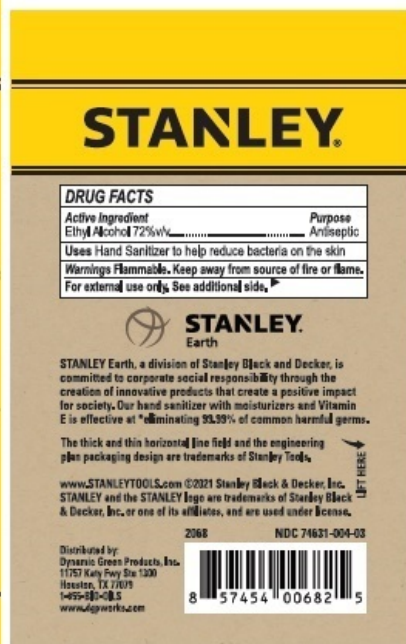 STANLEY®
DRUG FACTS
Active Ingredient Purpose
Ethyl Alcohol 72%v/v Antiseptic
Uses Hand Sanitizer to help reduce bacteria on the skin
Warnings Flammable. Keep away from source of fire or flame.
For external use only. See additional side. ▶
STANLEY.
Earth
STANLEY Earth, a division of Stanley Black and Decker, is
committed to corporate social responsibility through the
creation of innovative products that create a positive impact
for society. Our hand sanitizer with moisturizers and Vitamin
E is effective at *eliminating 99.99% of common harmful germs.
The thick and thin horizontal line field and the engineering
plan packaging design are trademarks of Stanley Tools.
LIFT HERE
www.STANLEYTOOLS.com ©2021 Stanley Black & Decker, Inc.
STANLEY and the STANLEY logo are trademarks of Stanley Black
& Decker, Inc. or one of its affiliates, and are used under license.
2068 NDC 74631-004-03
Distributed by:
Dynamic Green Products, Inc.
11757 Katy Fwy Ste 1300
Houston, TX 77079
www.dgpworks.com
8 57454 00682 5